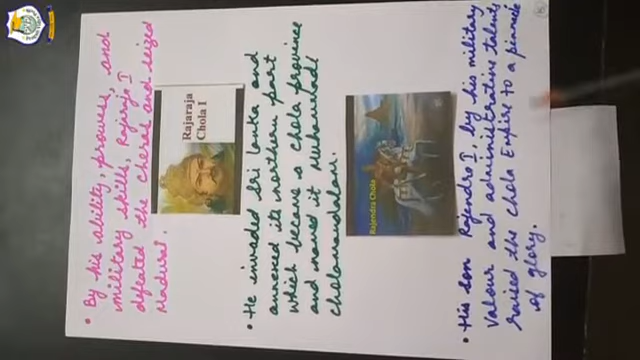 • By his ability, prowess, and
military skills, Rajaraja I
defeated the Cheras and seized
Madurai.
Rajaraja
Chola I
• He invaded Sri Lanka and
annexed its northern part
which became a chola province
and named it Mummudi
cholamandalam.
Rajendra Chola
• His son Rajendra I, by his military
valour and administrative talents,
raised the chola Empire to a pinnacle
of glory.